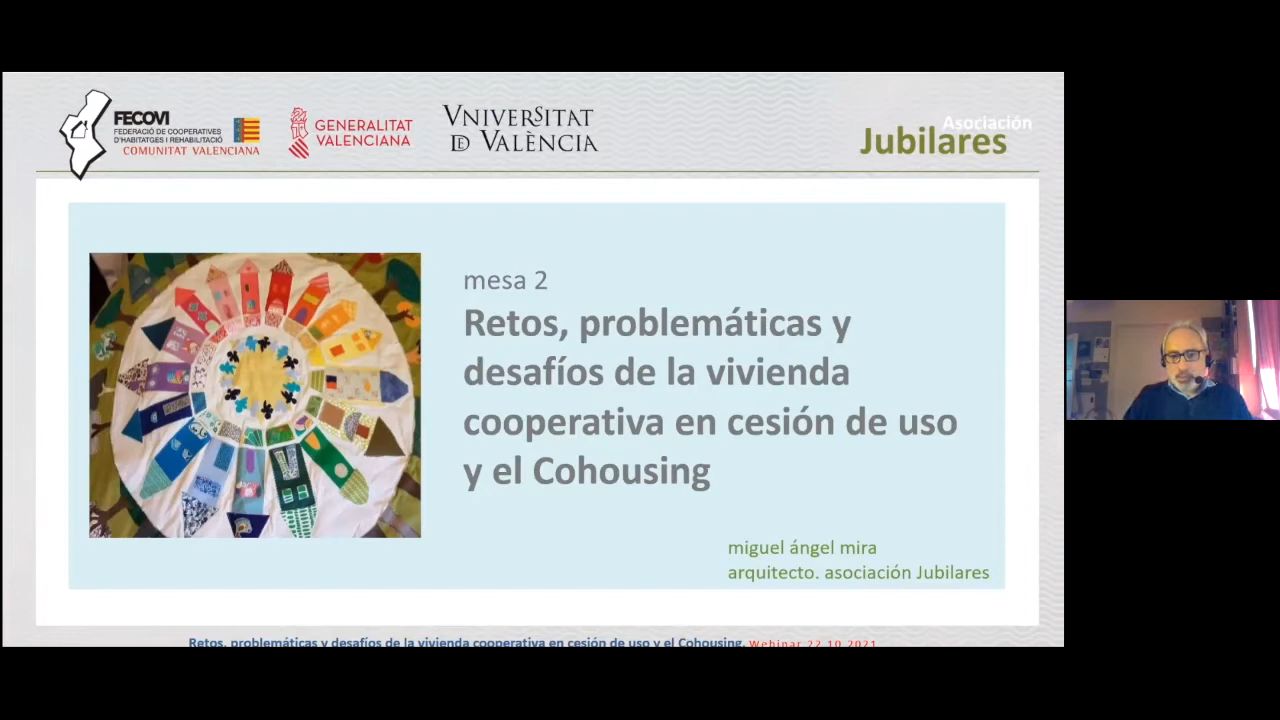 FECOVI
FEDERACIÓ DE COOPERATIVES
D'HABITATGES I REHABILITACIÓ
COMUNITAT VALENCIANA
GENERALITAT
VALENCIANA
VNIVERSITAT
DE VALÈNCIA
Asociación
Jubilares
mesa 2
Retos, problemáticas y
desafíos de la vivienda
cooperativa en cesión de uso
y el Cohousing
miguel ángel mira
arquitecto. asociación Jubilares
Retos, problemáticas y desafíos de la vivienda cooperativa en cesión de uso y el Cohousing. Webinar 22.10.2021